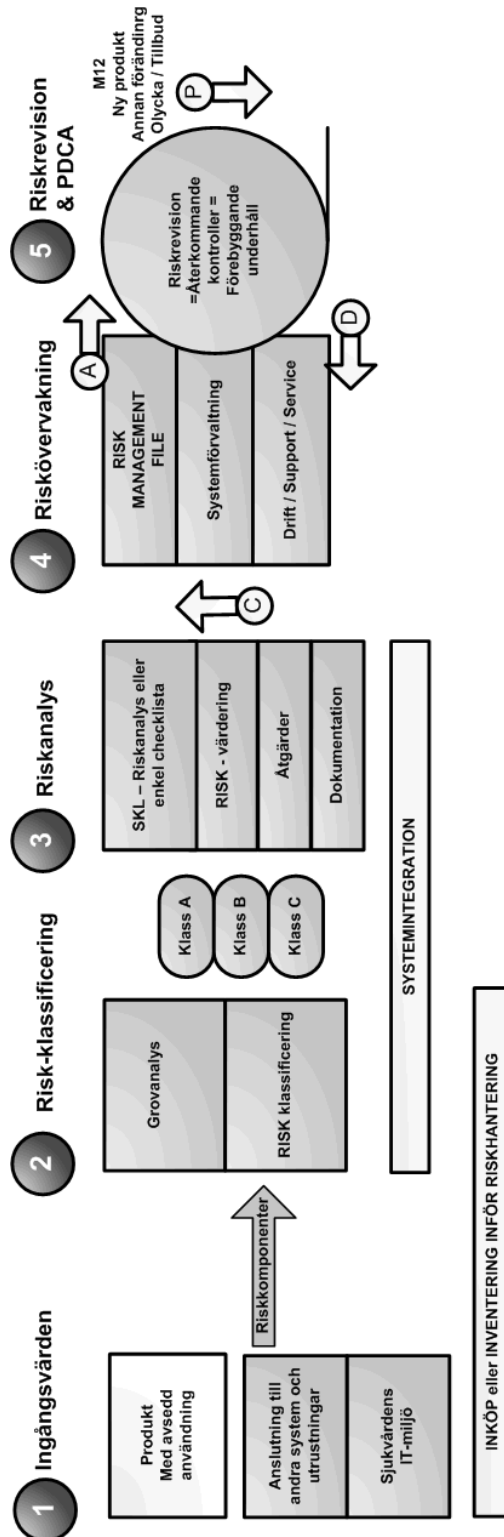 1
Ingångsvärden
Produkt
Med avsedd
användning
Anslutning till
andra system och
utrustningar
Sjukvårdens
IT-miljö
Riskkomponenter
2
Risk-klassificering
Grovanalys
RISK klassificering
Klass A
Klass B
Klass C
3
Riskanalys
SKL – Riskanalys eller
enkel checklista
RISK - värdering
Åtgärder
Dokumentation
C
4
Riskövervakning
RISK
MANAGEMENT
FILE
Systemförvaltning
Drift / Support / Service
A
D
5
Riskrevision
& PDCA
Riskrevision
=Återkommande
kontroller =
Förebyggande
underhåll
M12
Ny produkt
Annan förändinrg
Olycka / Tillbud
P
SYSTEMINTEGRATION
INKÖP eller INVENTERING INFÖR RISKHANTERING